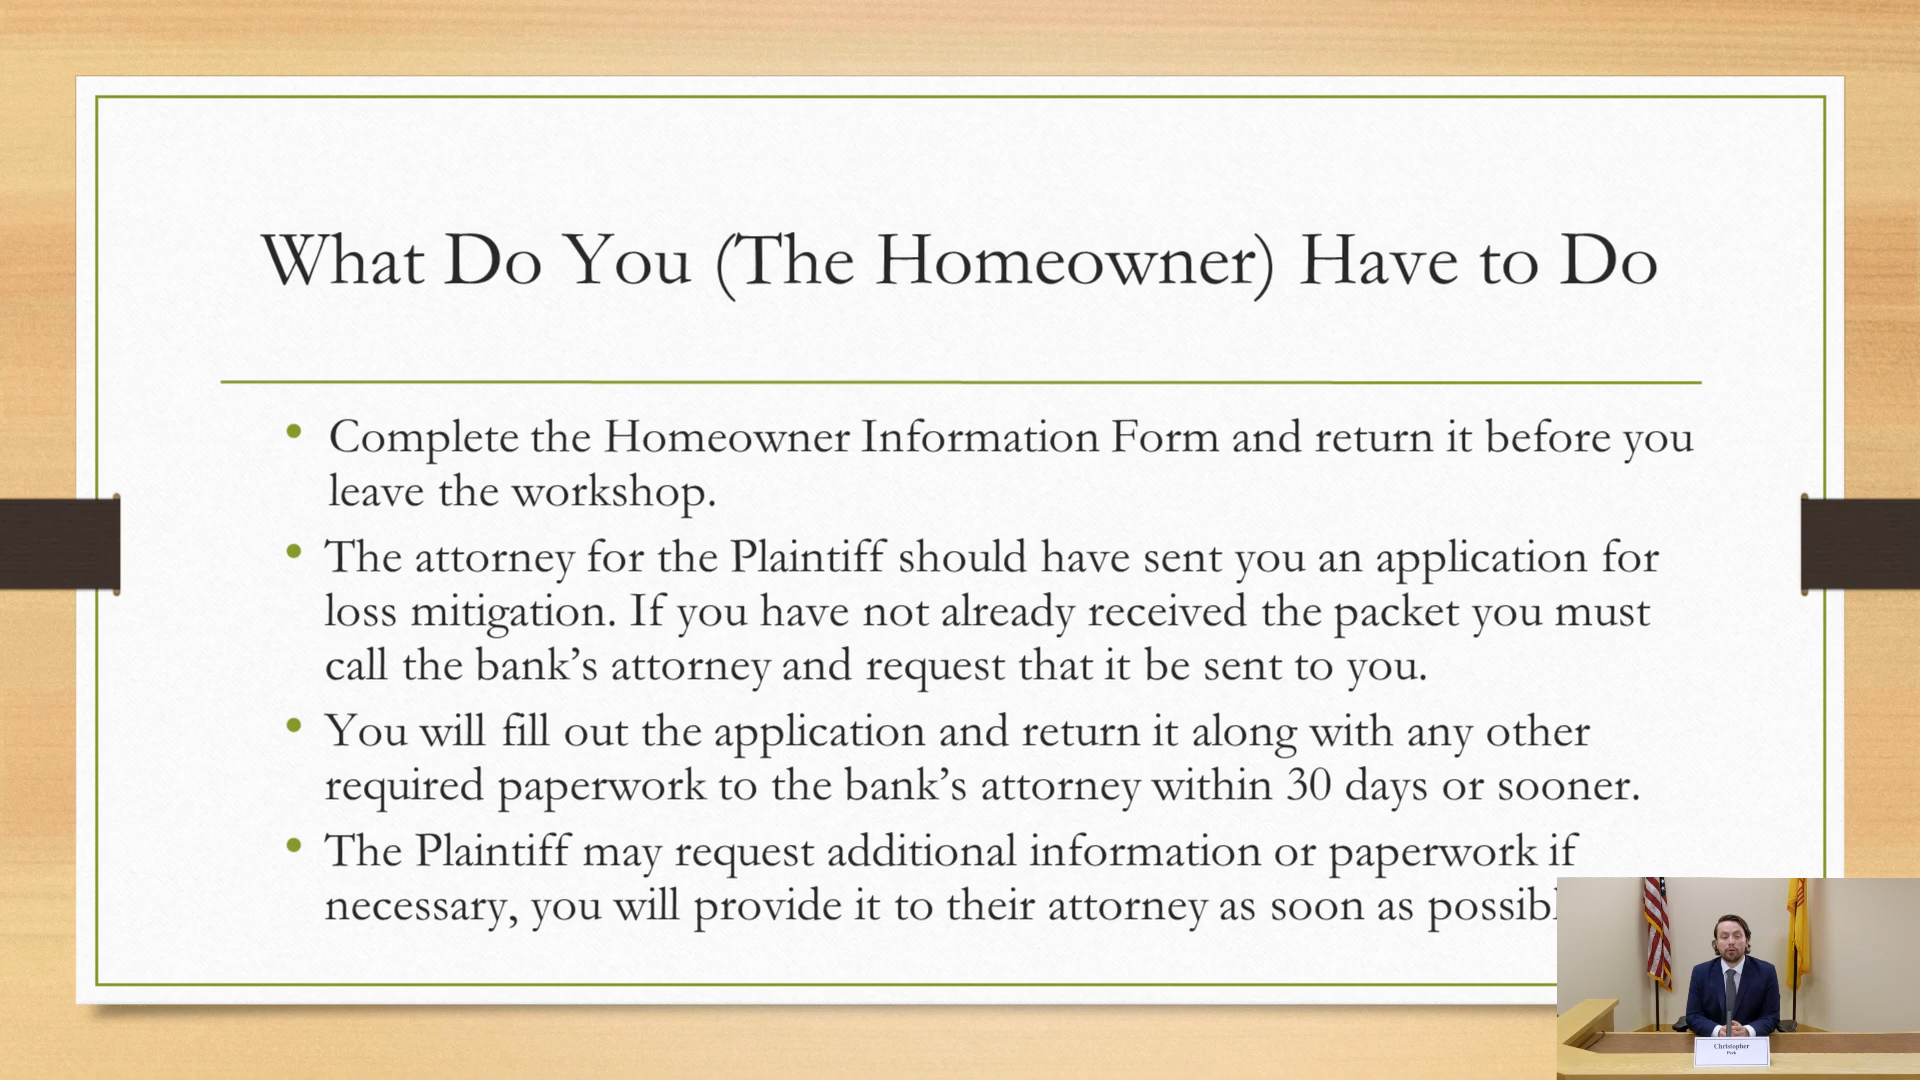 What Do You (The Homeowner) Have to Do
• Complete the Homeowner Information Form and return it before you
leave the workshop.
• The attorney for the Plaintiff should have sent you an application for
loss mitigation. If you have not already received the packet you must
call the bank’s attorney and request that it be sent to you.
• You will fill out the application and return it along with any other
required paperwork to the bank’s attorney within 30 days or sooner.
• The Plaintiff may request additional information or paperwork if
necessary, you will provide it to their attorney as soon as possibl
Christopher